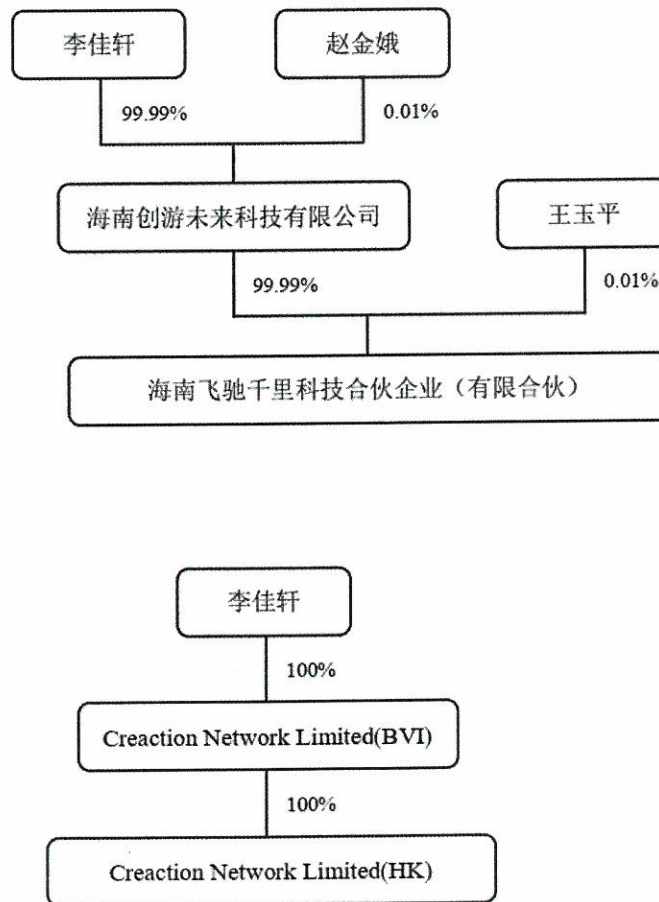 李佳轩
赵金娥
99.99%
0.01%
海南创游未来科技有限公司
王玉平
99.99%
0.01%
海南飞驰千里科技合伙企业（有限合伙）
李佳轩
100%
Creaction Network Limited(BVI)
100%
Creaction Network Limited(HK)